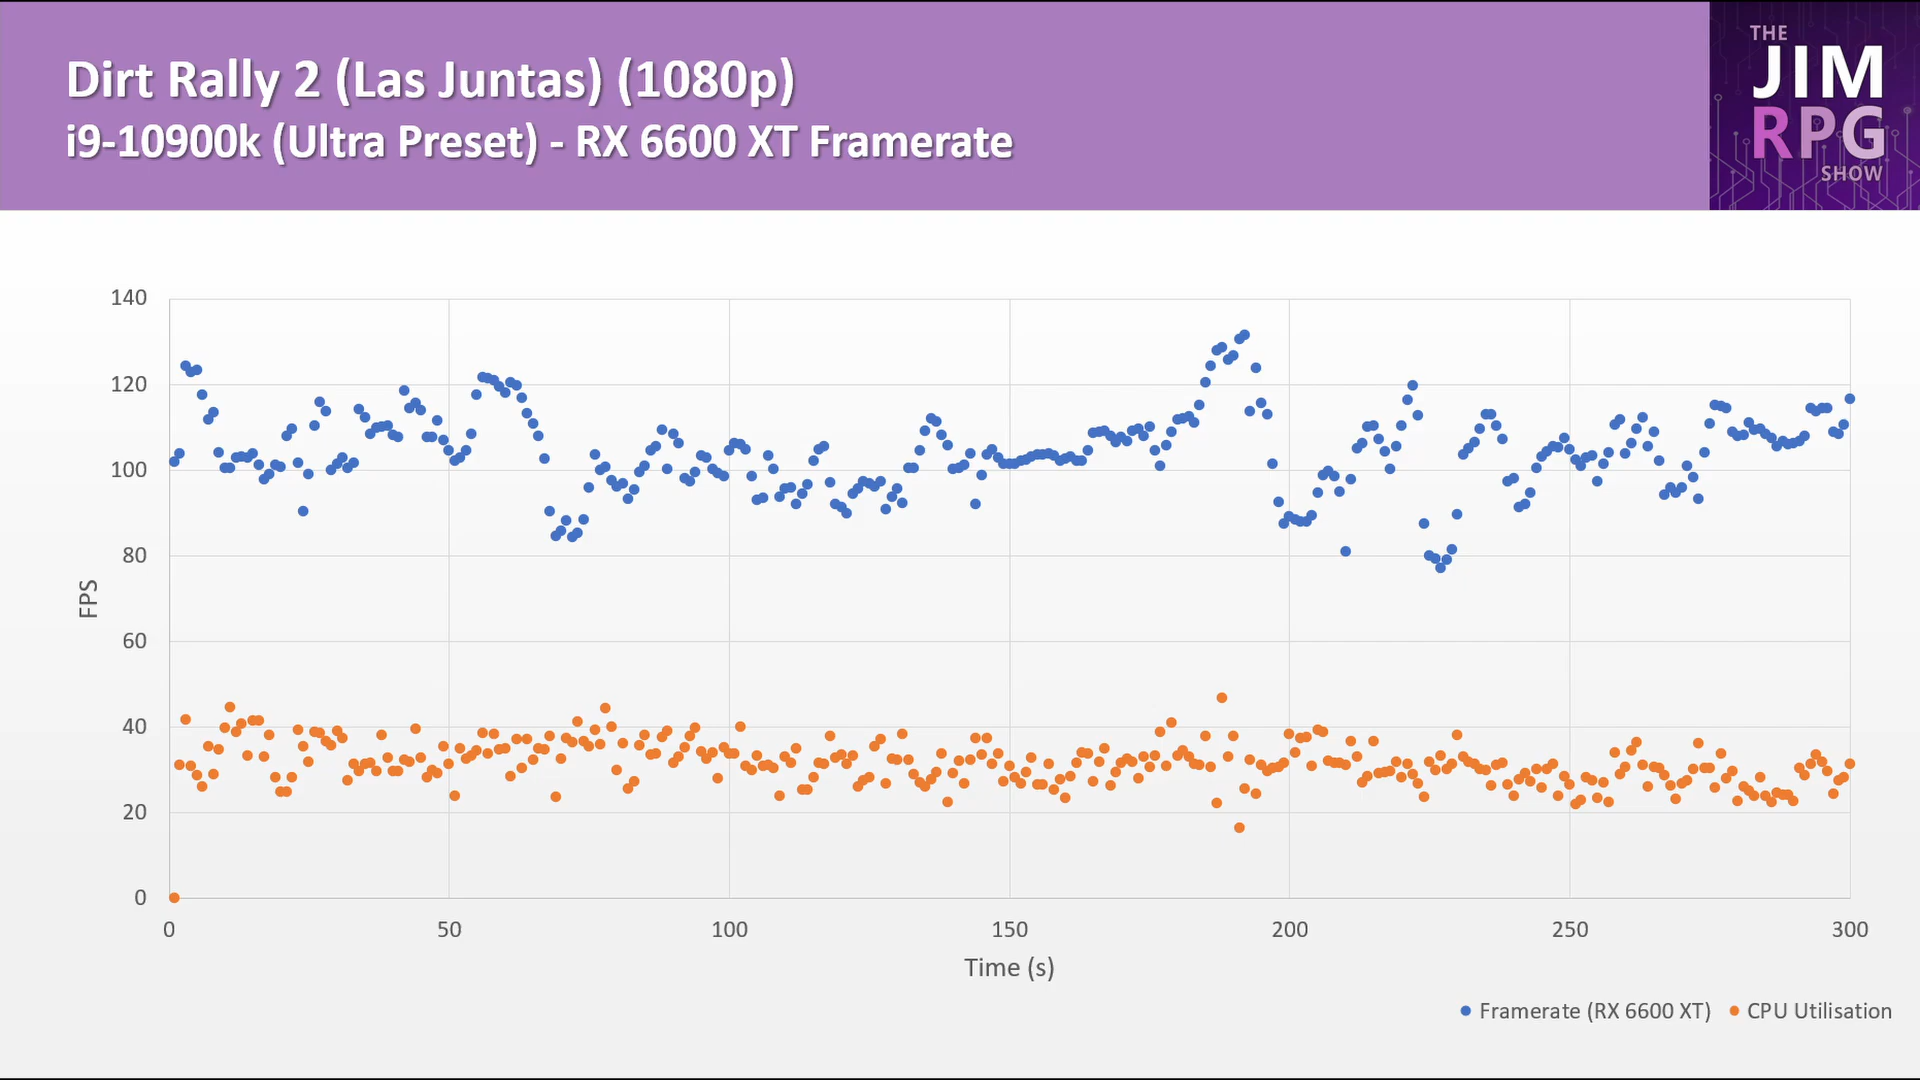 Dirt Rally 2 (Las Juntas) (1080p)
i9-10900k (Ultra Preset) - RX 6600 XT Framerate
THE
JIM
RPG
SHOW
140
120
100
80
60
40
20
0
FPS
0 50 100 150 200 250 300
Time (s)
Framerate (RX 6600 XT) CPU Utilisation